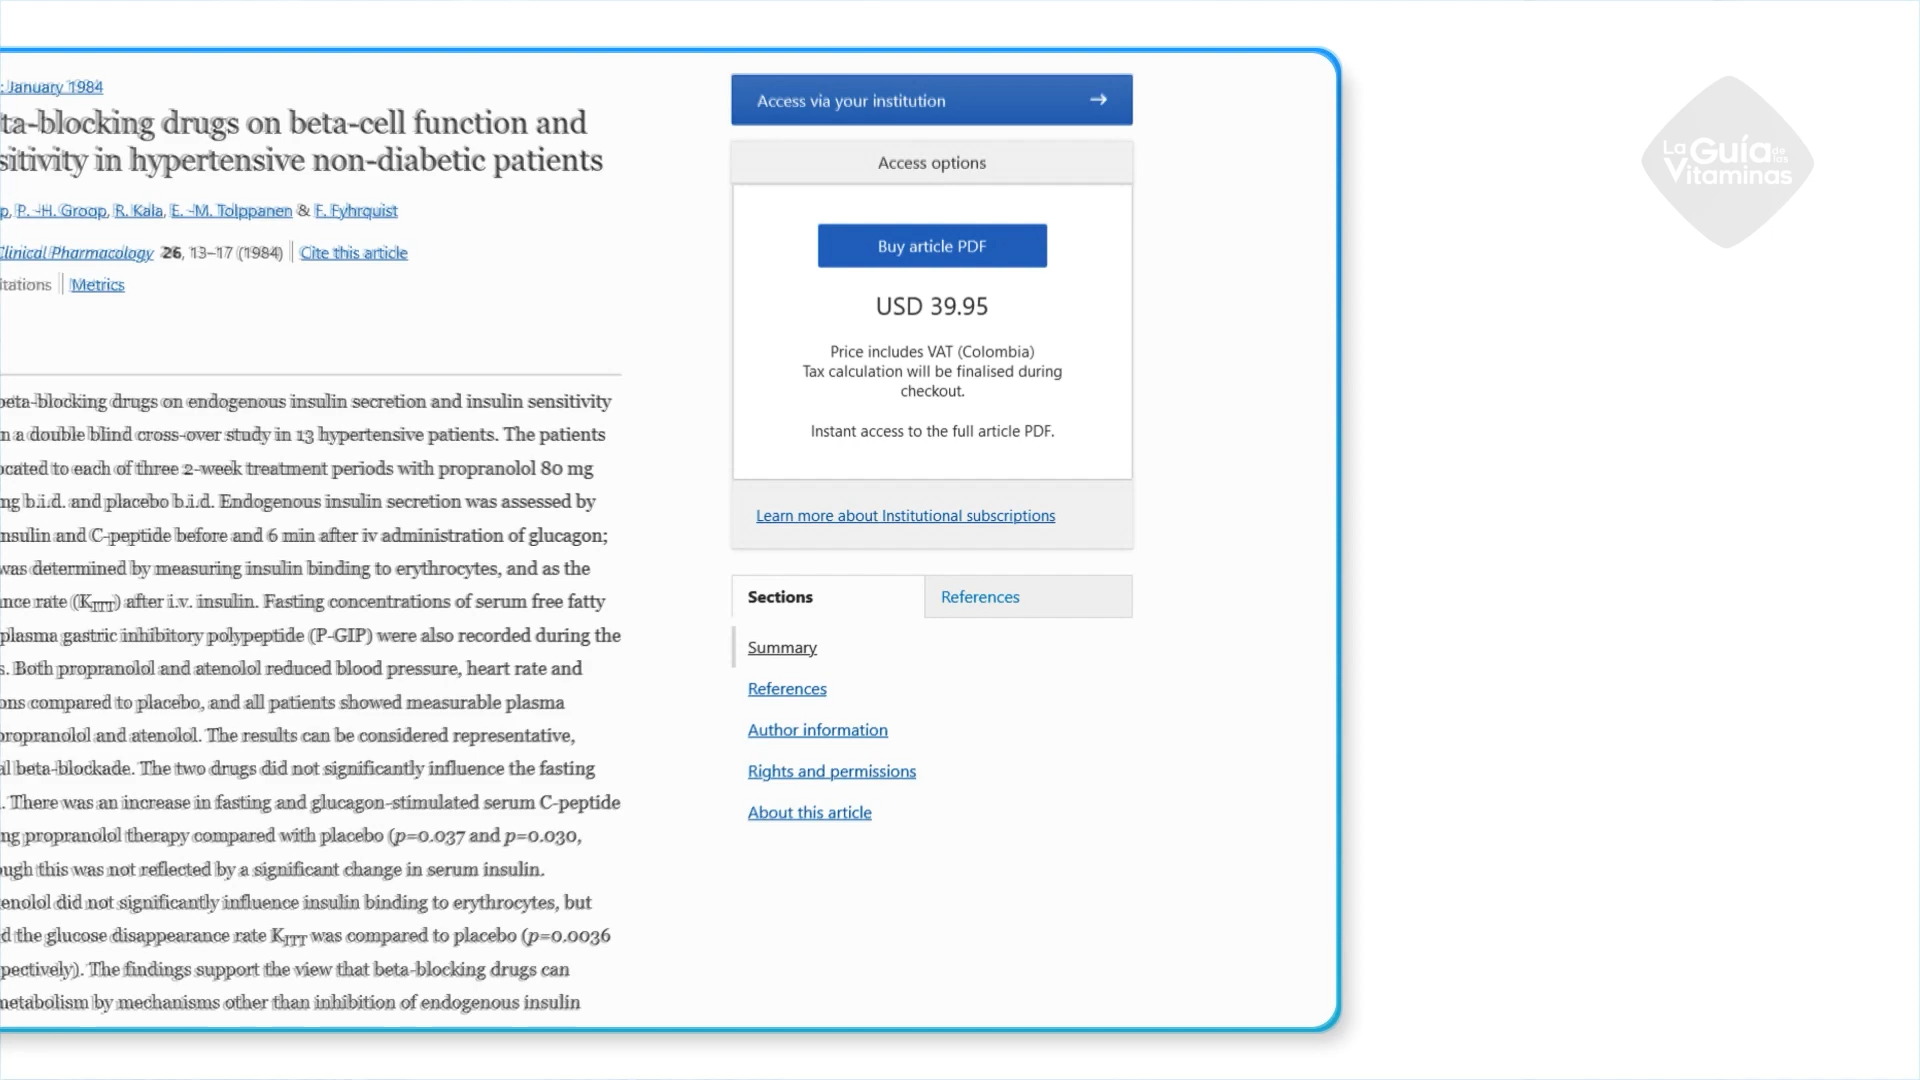 : January 1984
ta-blocking drugs on beta-cell function and
sitivity in hypertensive non-diabetic patients
p, P. -H. Groop, R. Kala, E. -M. Tolppanen & F. Fyhrquist
Clinical Pharmacology 26, 13–17 (1984) Cite this article
itations Metrics
beta-blocking drugs on endogenous insulin secretion and insulin sensitivity
n a double blind cross-over study in 13 hypertensive patients. The patients
ocated to each of three 2-week treatment periods with propranolol 80 mg
mg b.i.d. and placebo b.i.d. Endogenous insulin secretion was assessed by
insulin and C-peptide before and 6 min after iv administration of glucagon;
was determined by measuring insulin binding to erythrocytes, and as the
nce rate (KITT) after i.v. insulin. Fasting concentrations of serum free fatty
plasma gastric inhibitory polypeptide (P-GIP) were also recorded during the
s. Both propranolol and atenolol reduced blood pressure, heart rate and
ons compared to placebo, and all patients showed measurable plasma
propranolol and atenolol. The results can be considered representative,
al beta-blockade. The two drugs did not significantly influence the fasting
. There was an increase in fasting and glucagon-stimulated serum C-peptide
ng propranolol therapy compared with placebo (p=0.037 and p=0.030,
ough this was not reflected by a significant change in serum insulin.
enolol did not significantly influence insulin binding to erythrocytes, but
d the glucose disappearance rate KITT was compared to placebo (p=0.0036
pectively). The findings support the view that beta-blocking drugs can
metabolism by mechanisms other than inhibition of endogenous insulin
Access via your institution →
Access options
Buy article PDF
USD 39.95
Price includes VAT (Colombia)
Tax calculation will be finalised during
checkout.
Instant access to the full article PDF.
Learn more about Institutional subscriptions
Sections References
Summary
References
Author information
Rights and permissions
About this article
La Guía de las
Vitaminas